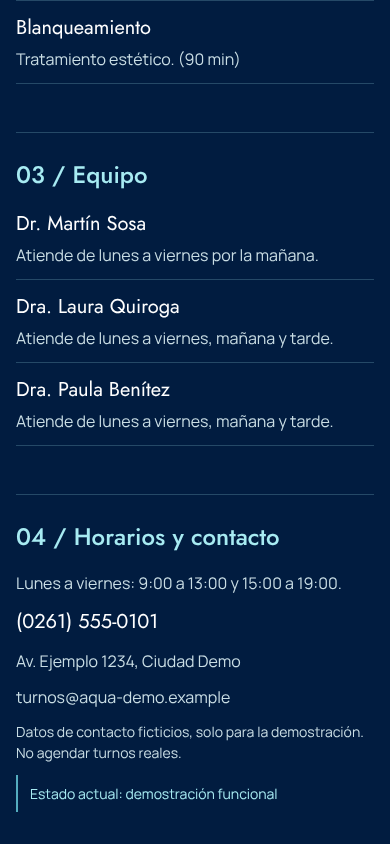 Blanqueamiento
Tratamiento estético. (90 min)
03 / Equipo
Dr. Martín Sosa
Atiende de lunes a viernes por la mañana.
Dra. Laura Quiroga
Atiende de lunes a viernes, mañana y tarde.
Dra. Paula Benítez
Atiende de lunes a viernes, mañana y tarde.
04 / Horarios y contacto
Lunes a viernes: 9:00 a 13:00 y 15:00 a 19:00.
(0261) 555-0101
Av. Ejemplo 1234, Ciudad Demo
turnos@aqua-demo.example
Datos de contacto ficticios, solo para la demostración.
No agendar turnos reales.
Estado actual: demostración funcional